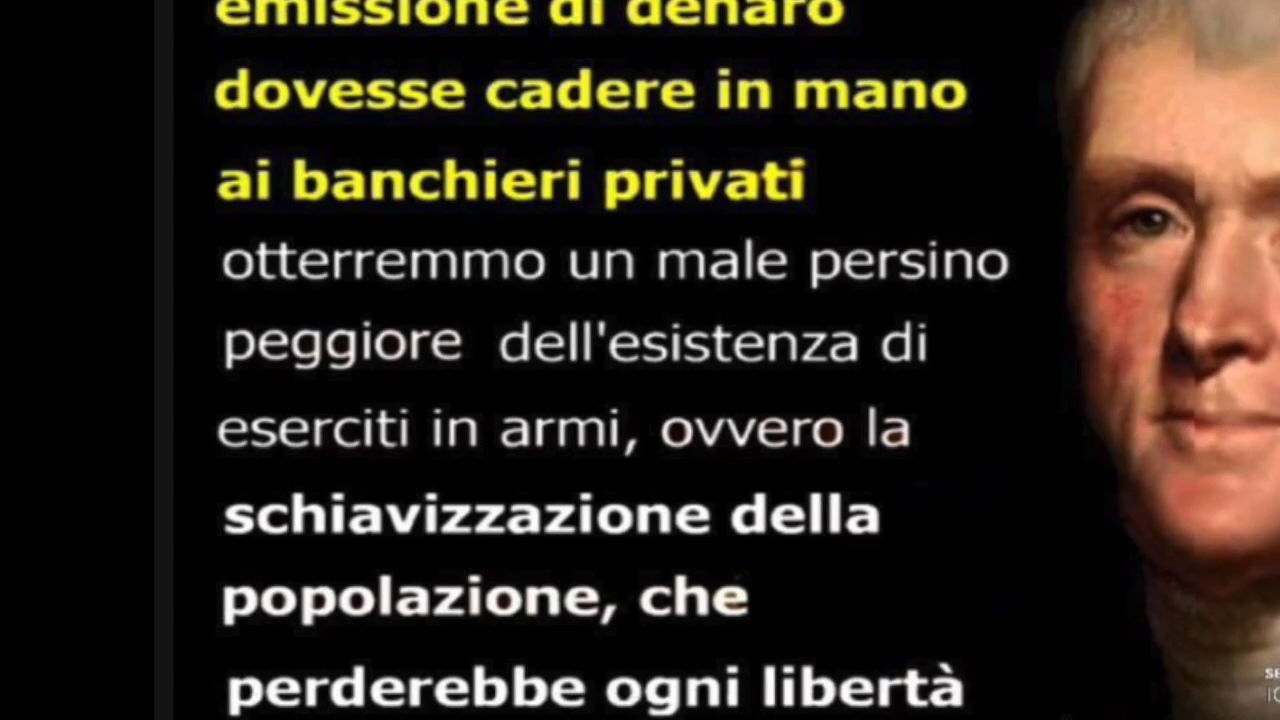 emissione di denaro
dovesse cadere in mano
ai banchieri privati
otterremmo un male persino
peggiore dell'esistenza di
eserciti in armi, ovvero la
schiavizzazione della
popolazione, che
perderebbe ogni libertà